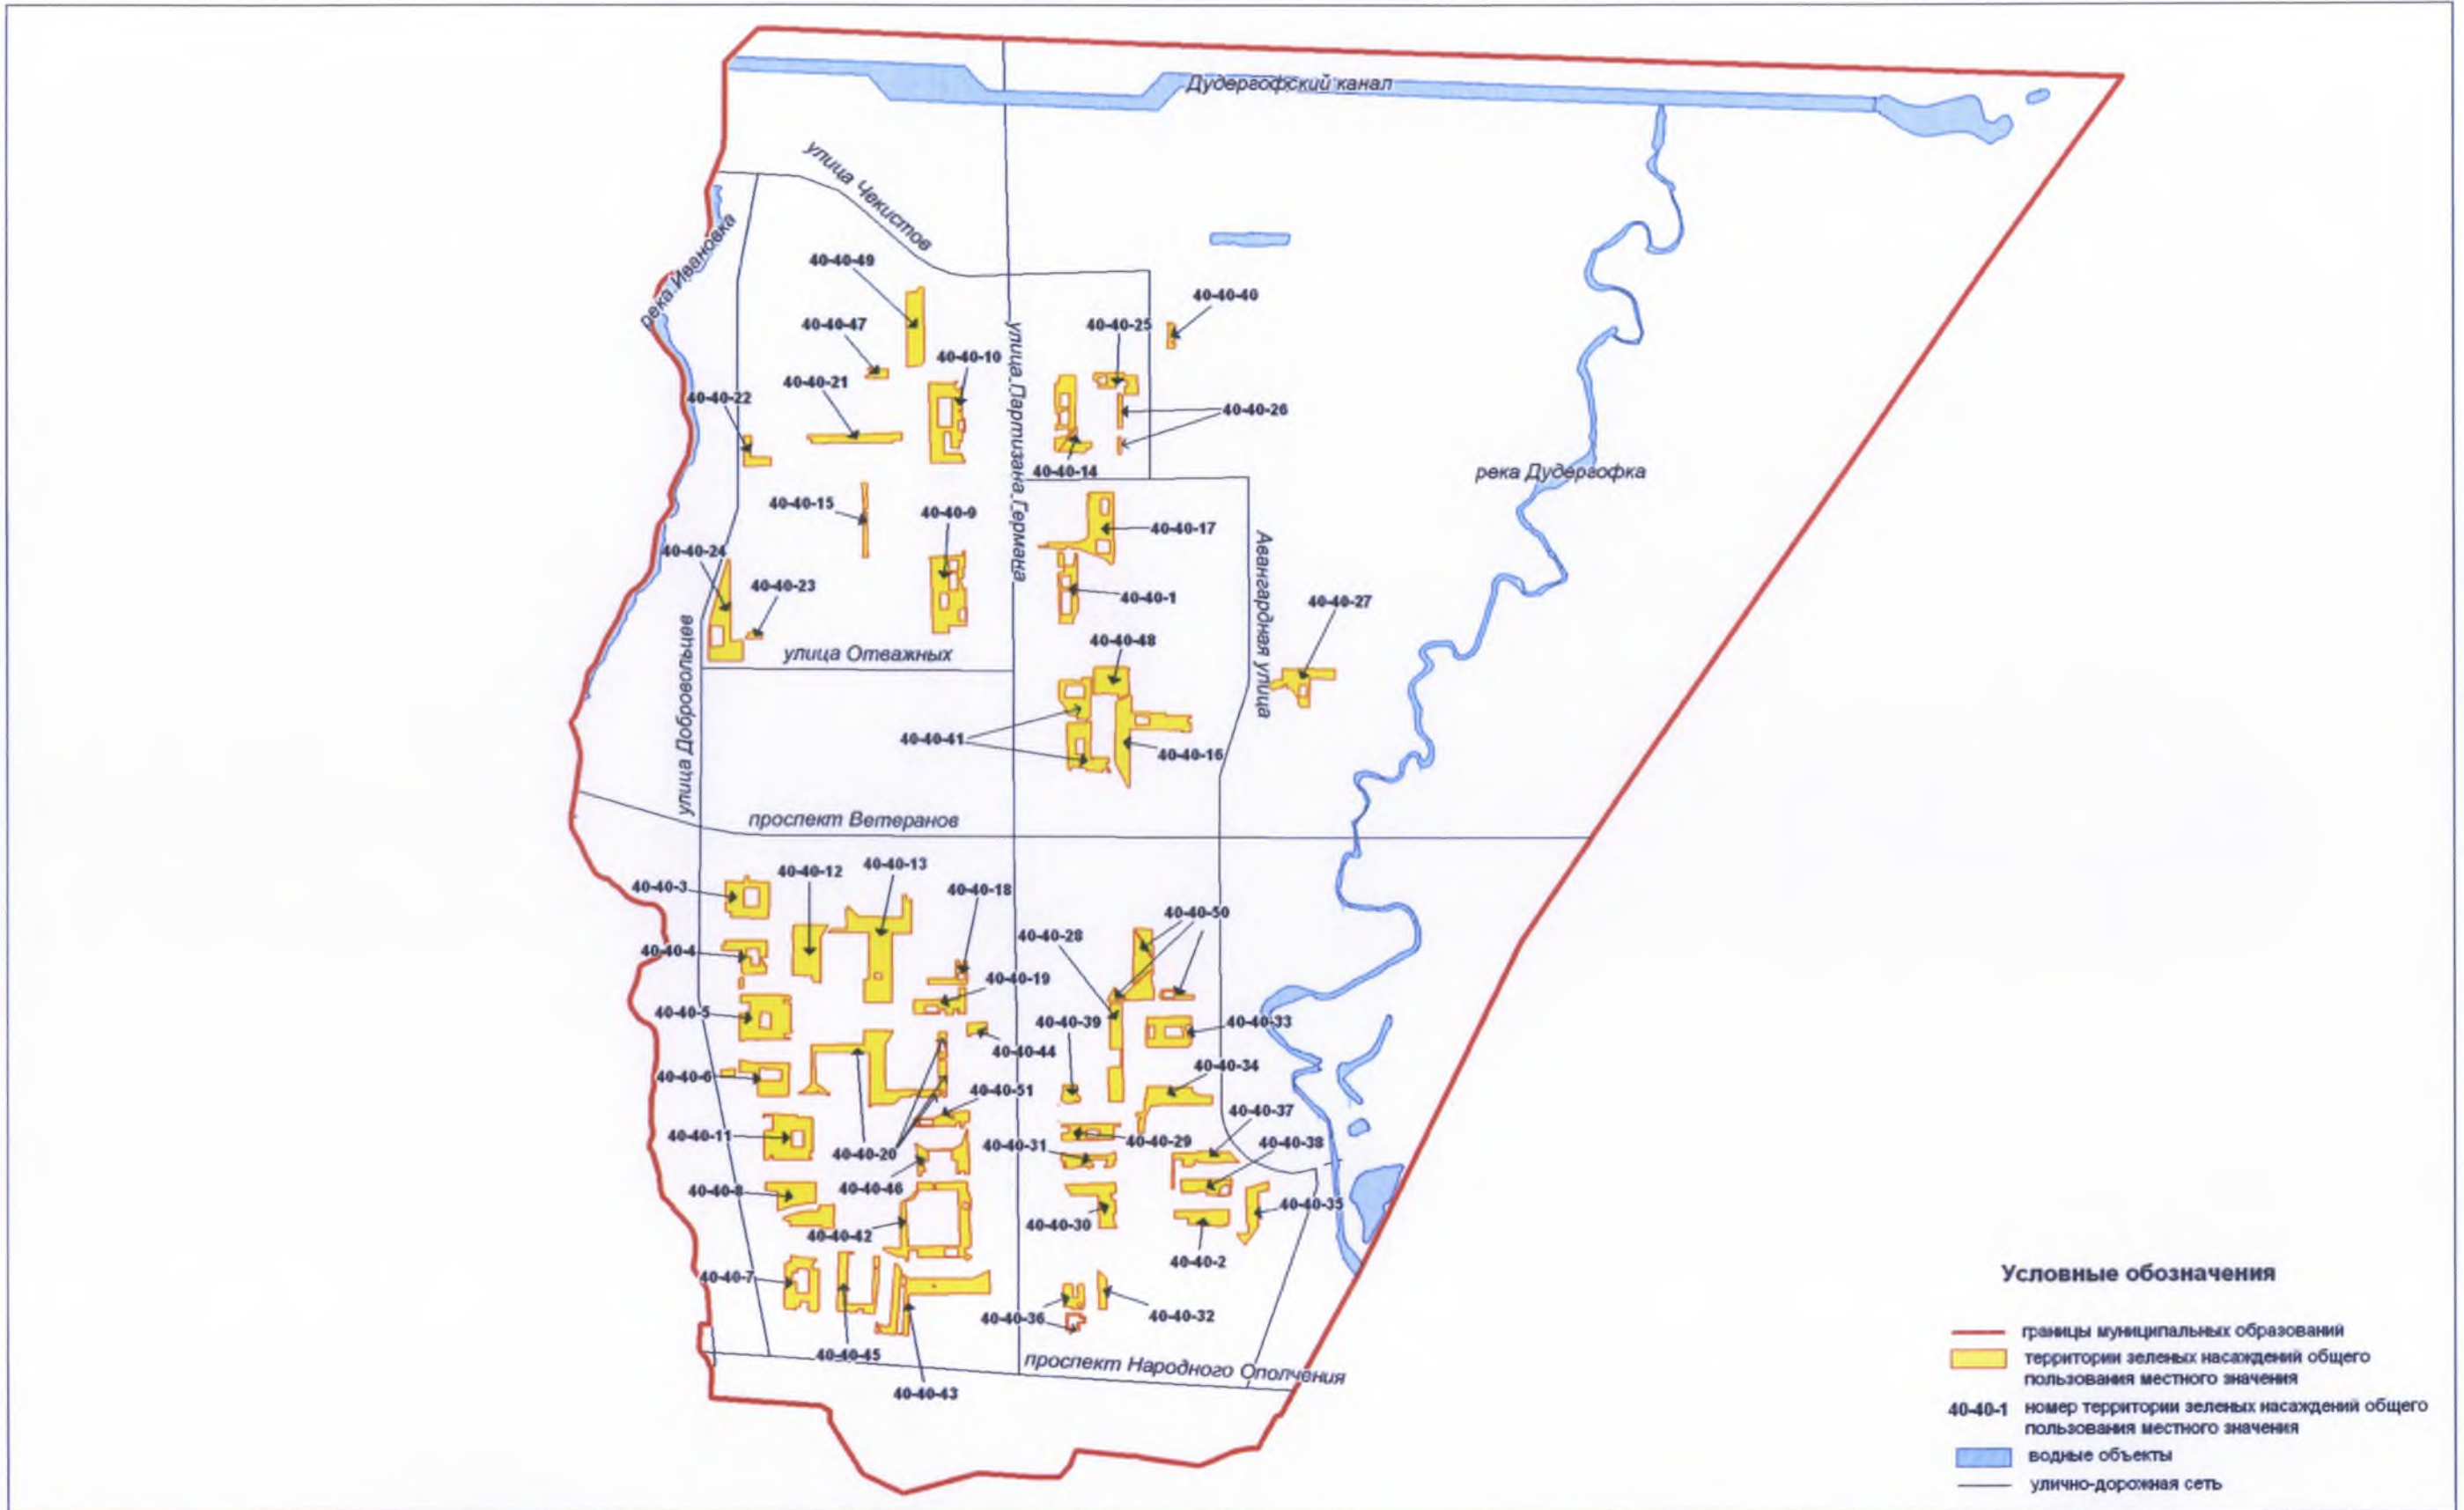 Дудергофский канал
улица Чекистов
река Ивановка
40-40-49
40-40-40
40-40-47
40-40-25
40-40-10
40-40-21
40-40-22
40-40-26
улица Партизана Германа
40-40-14
река Дудергофка
40-40-15
40-40-9
40-40-17
Авангардная улица
40-40-24
40-40-23
40-40-1
40-40-27
40-40-48
улица Отважных
улица Добровольцев
40-40-41
40-40-16
проспект Ветеранов
40-40-13
40-40-12
40-40-3
40-40-18
40-40-50
40-40-28
40-40-4
40-40-19
40-40-5
40-40-39
40-40-33
40-40-44
40-40-34
40-40-6
40-40-51
40-40-37
40-40-11
40-40-29
40-40-38
40-40-31
40-40-20
40-40-46
40-40-8
40-40-35
40-40-30
40-40-42
40-40-2
40-40-7
40-40-36
40-40-32
40-40-45
проспект Народного Ополчения
40-40-43
Условные обозначения
границы муниципальных образований
территории зеленых насаждений общего
пользования местного значения
40-40-1 номер территории зеленых насаждений общего
пользования местного значения
водные объекты
улично-дорожная сеть